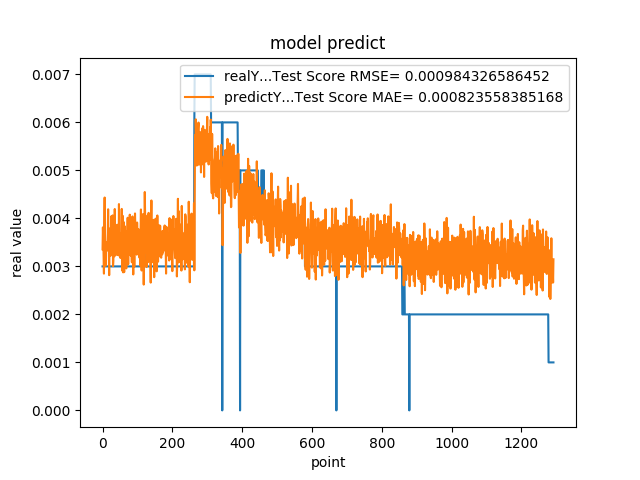 model predict
realY...Test Score RMSE= 0.000984326586452
predictY...Test Score MAE= 0.000823558385168
real value
0.007
0.006
0.005
0.004
0.003
0.002
0.001
0.000
0 200 400 600 800 1000 1200
point